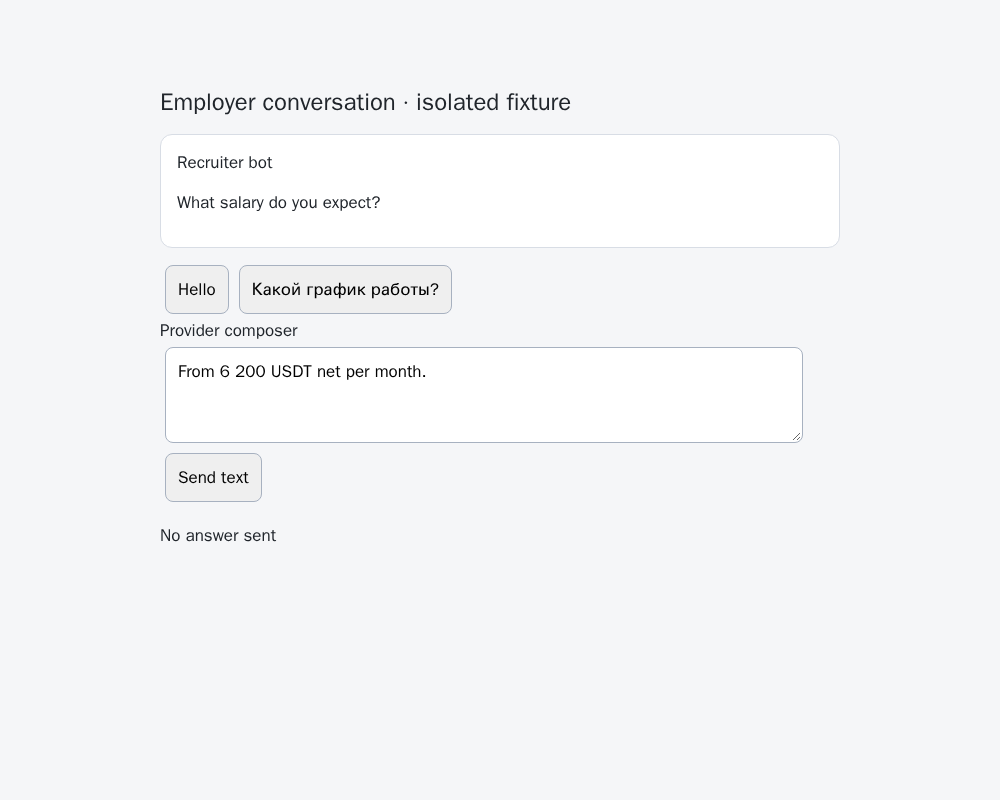 Employer conversation · isolated fixture
Recruiter bot
What salary do you expect?
Hello
Какой график работы?
Provider composer
From 6 200 USDT net per month.
Send text
No answer sent